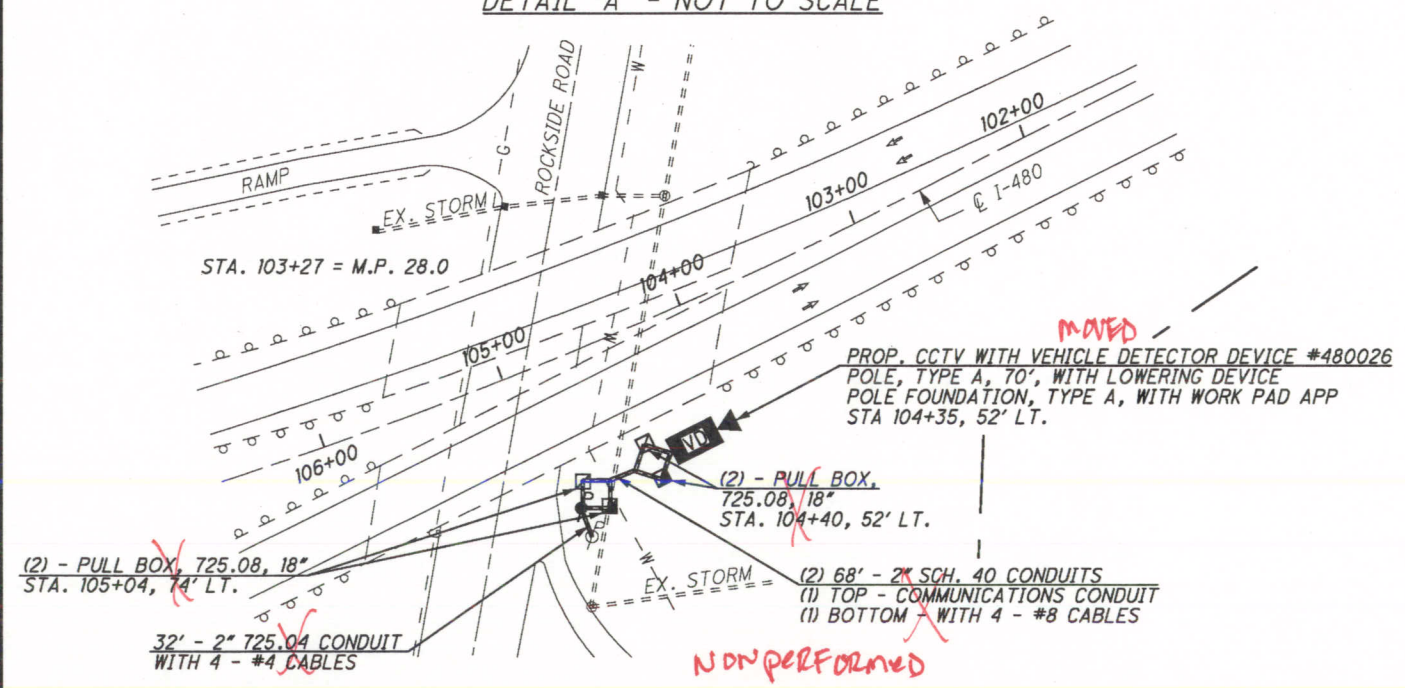 DETAIL "A" - NOT TO SCALE
ROCKSIDE ROAD
W
G
RAMP
EX. STORM
STA. 103+27 = M.P. 28.0
102+00
103+00
℄ I-480
104+00
W
105+00
106+00
MOVED
PROP. CCTV WITH VEHICLE DETECTOR DEVICE #480026
POLE, TYPE A, 70', WITH LOWERING DEVICE
POLE FOUNDATION, TYPE A, WITH WORK PAD APP
STA 104+35, 52' LT.
VD
P
(2) - PULL BOX,
725.08, 18"
STA. 104+40, 52' LT.
W
(2) - PULL BOX, 725.08, 18"
STA. 105+04, 74' LT.
EX. STORM
(2) 68' - 2" SCH. 40 CONDUITS
(1) TOP - COMMUNICATIONS CONDUIT
(1) BOTTOM - WITH 4 - #8 CABLES
32' - 2" 725.04 CONDUIT
WITH 4 - #4 CABLES
NONPERFORMED